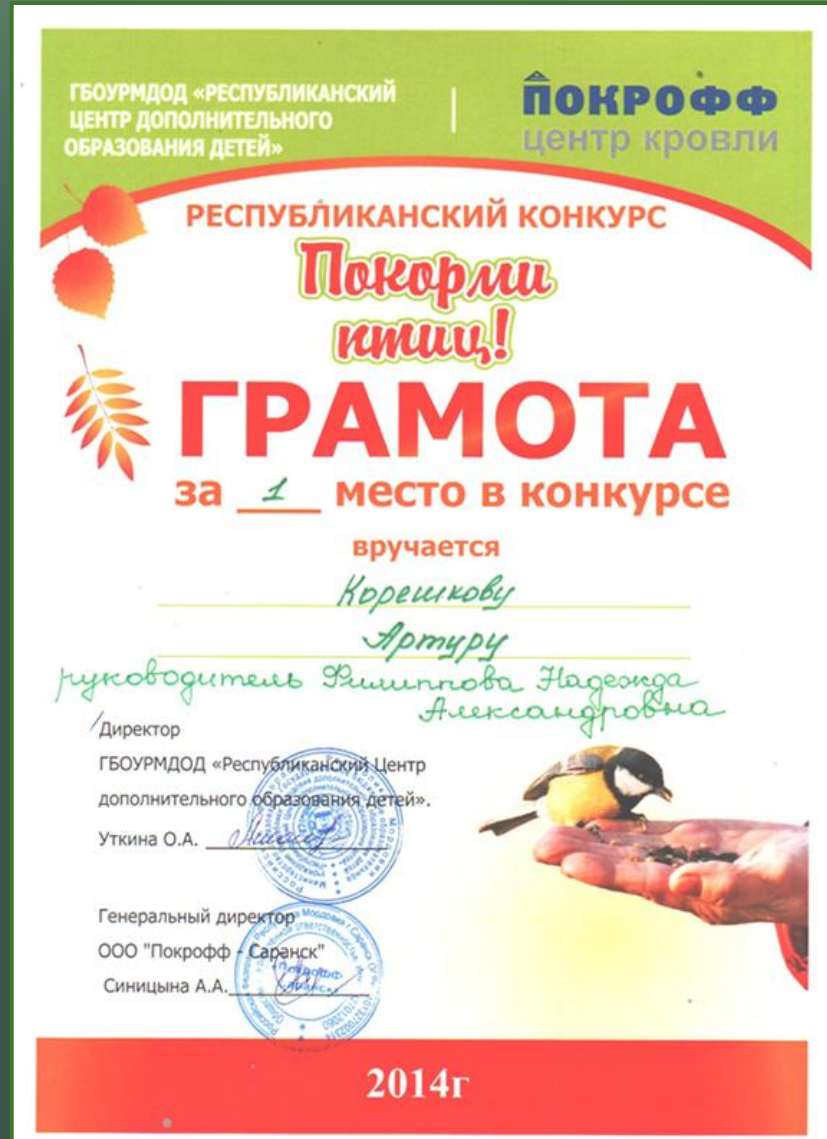 ГБОУРМДОД «РЕСПУБЛИКАНСКИЙ
ЦЕНТР ДОПОЛНИТЕЛЬНОГО
ОБРАЗОВАНИЯ ДЕТЕЙ»
ПОКРОФФ
центр кровли
РЕСПУБЛИКАНСКИЙ КОНКУРС
Покорми
птиц!
ГРАМОТА
за 1 место в конкурсе
вручается
Корешкову
Артуру
руководитель Филиппова Надежда
Александровна
Директор
ГБОУРМДОД «Республиканский Центр
дополнительного образования детей».
Уткина О.А.
Генеральный директор
ООО "Покрофф - Саранск"
Синицына А.А.
2014г